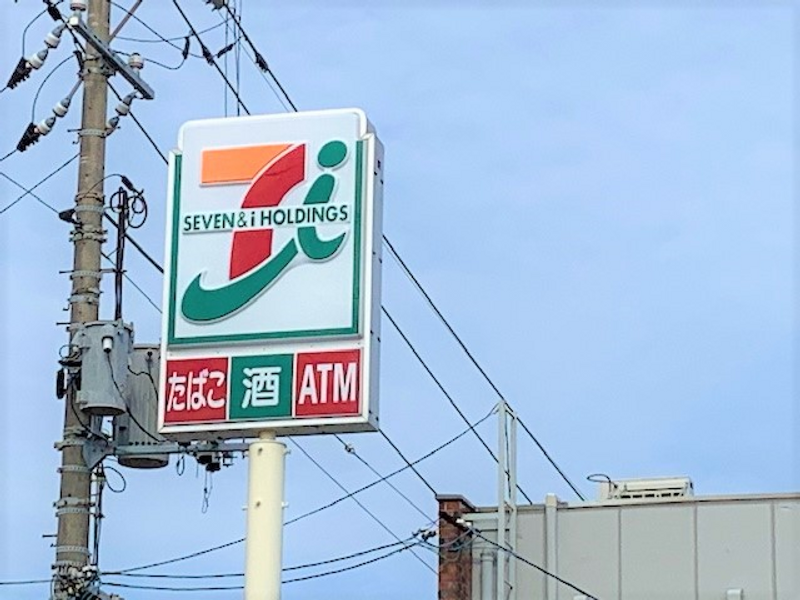 SEVEN&i HOLDINGS
たばこ 酒 ATM